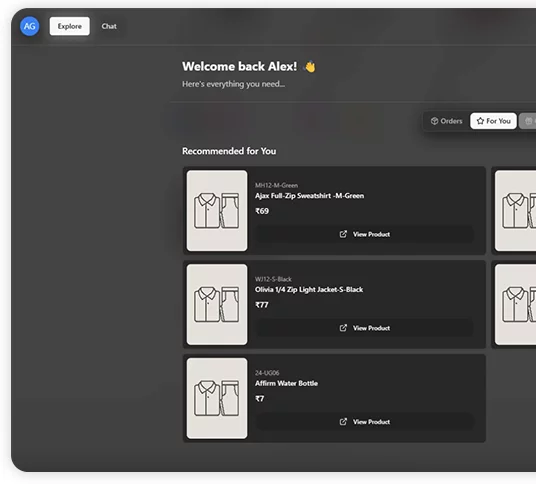 AG Explore Chat
Welcome back Alex! 👋
Here's everything you need...
Orders For You
Recommended for You
MH12-M-Green
Ajax Full-Zip Sweatshirt -M-Green
₹69
View Product
WJ12-S-Black
Olivia 1/4 Zip Light Jacket-S-Black
₹77
View Product
24-UG06
Affirm Water Bottle
₹7
View Product